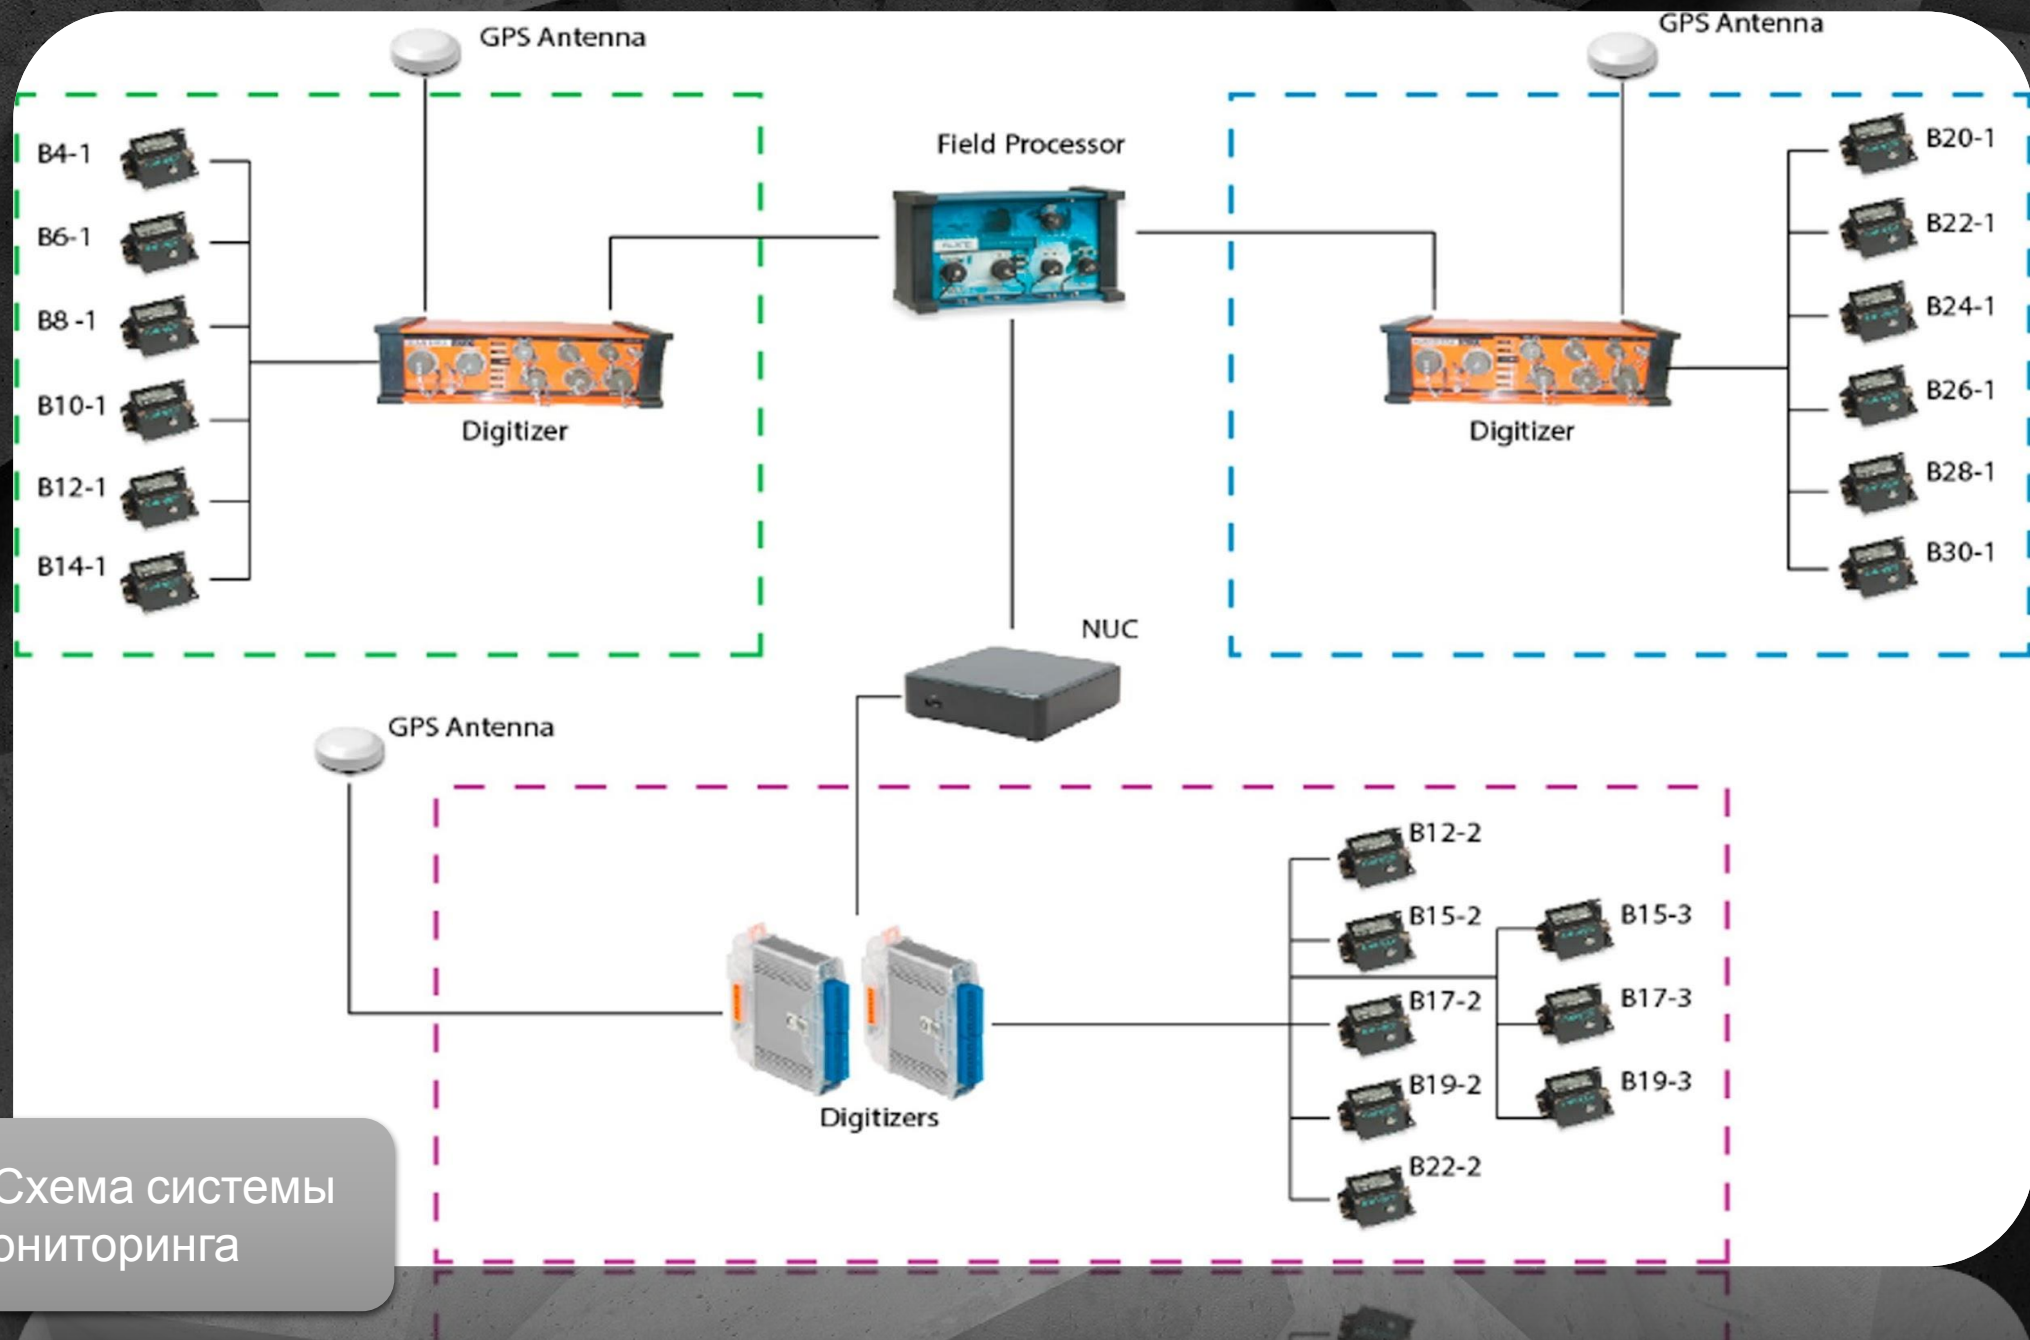 GPS Antenna
GPS Antenna
Field Processor
B4-1
B6-1
B8 -1
B10-1
B12-1
B14-1
Digitizer
B20-1
B22-1
B24-1
B26-1
B28-1
B30-1
Digitizer
NUC
GPS Antenna
B12-2
B15-2
B17-2
B19-2
B22-2
B15-3
B17-3
B19-3
Digitizers
Схема системы
ониторинга